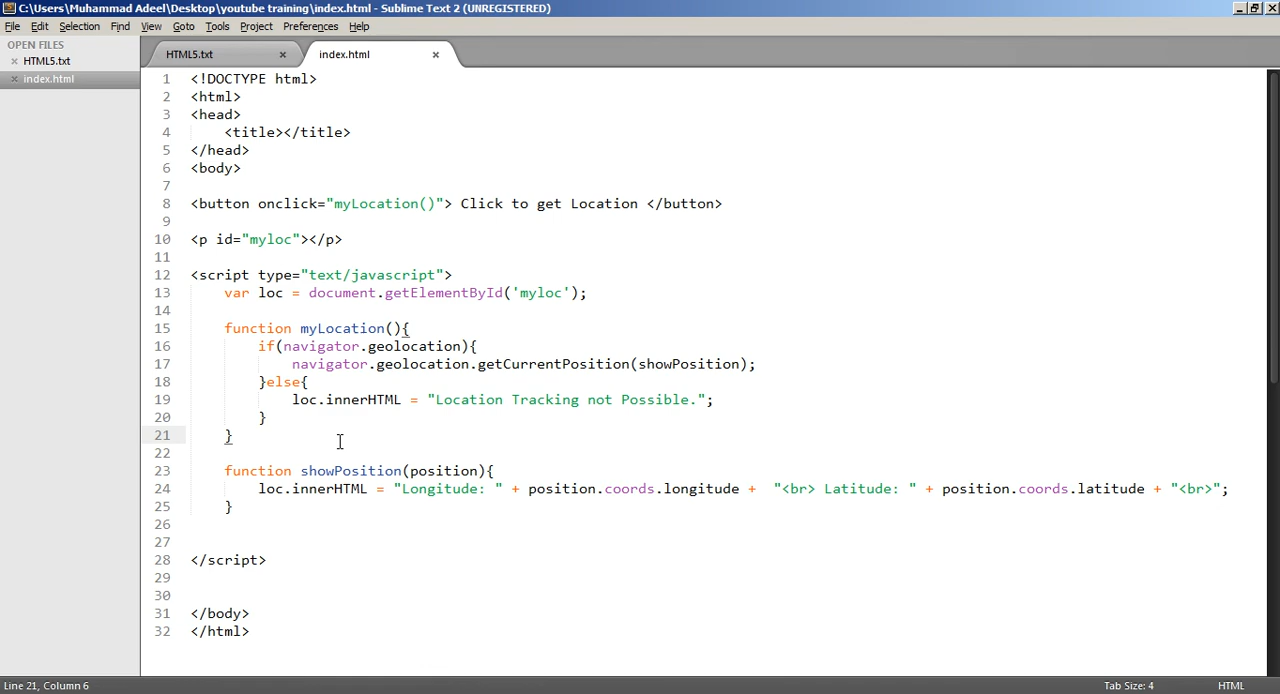 C:\Users\Muhammad Adeel\Desktop\youtube training\index.html - Sublime Text 2 (UNREGISTERED)
File Edit Selection Find View Goto Tools Project Preferences Help
OPEN FILES
HTML5.txt
index.html
HTML5.txt index.html
1 <!DOCTYPE html>
2 <html>
3 <head>
4 <title></title>
5 </head>
6 <body>
7
8 <button onclick="myLocation()"> Click to get Location </button>
9
10 <p id="myloc"></p>
11
12 <script type="text/javascript">
13 var loc = document.getElementById('myloc');
14
15 function myLocation(){
16 if(navigator.geolocation){
17 navigator.geolocation.getCurrentPosition(showPosition);
18 }else{
19 loc.innerHTML = "Location Tracking not Possible.";
20 }
21 }
22
23 function showPosition(position){
24 loc.innerHTML = "Longitude: " + position.coords.longitude + "<br> Latitude: " + position.coords.latitude + "<br>";
25 }
26
27
28 </script>
29
30
31 </body>
32 </html>
Line 21, Column 6 Tab Size: 4 HTML